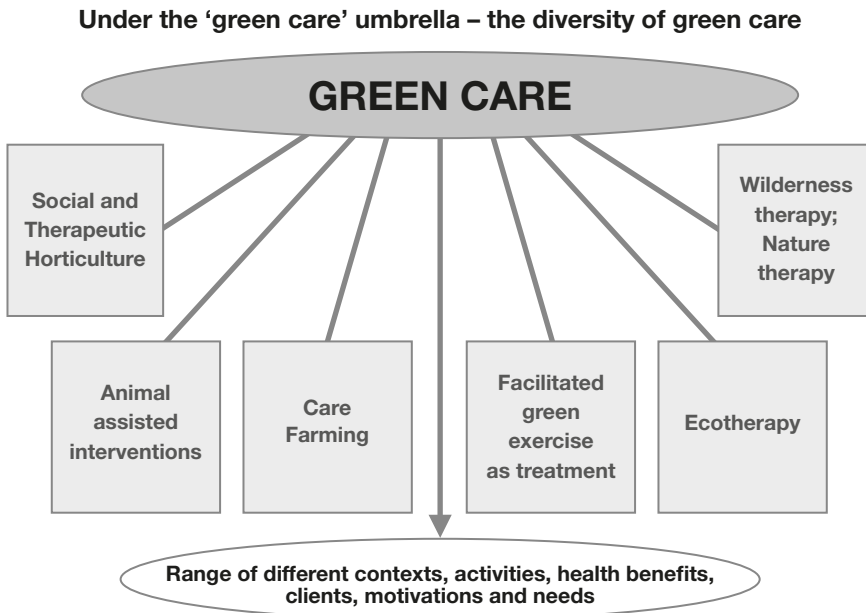 Under the ‘green care’ umbrella – the diversity of green care
GREEN CARE
Social and
Therapeutic
Horticulture
Wilderness
therapy;
Nature
therapy
Animal
assisted
interventions
Care
Farming
Facilitated
green
exercise
as treatment
Ecotherapy
Range of different contexts, activities, health benefits,
clients, motivations and needs